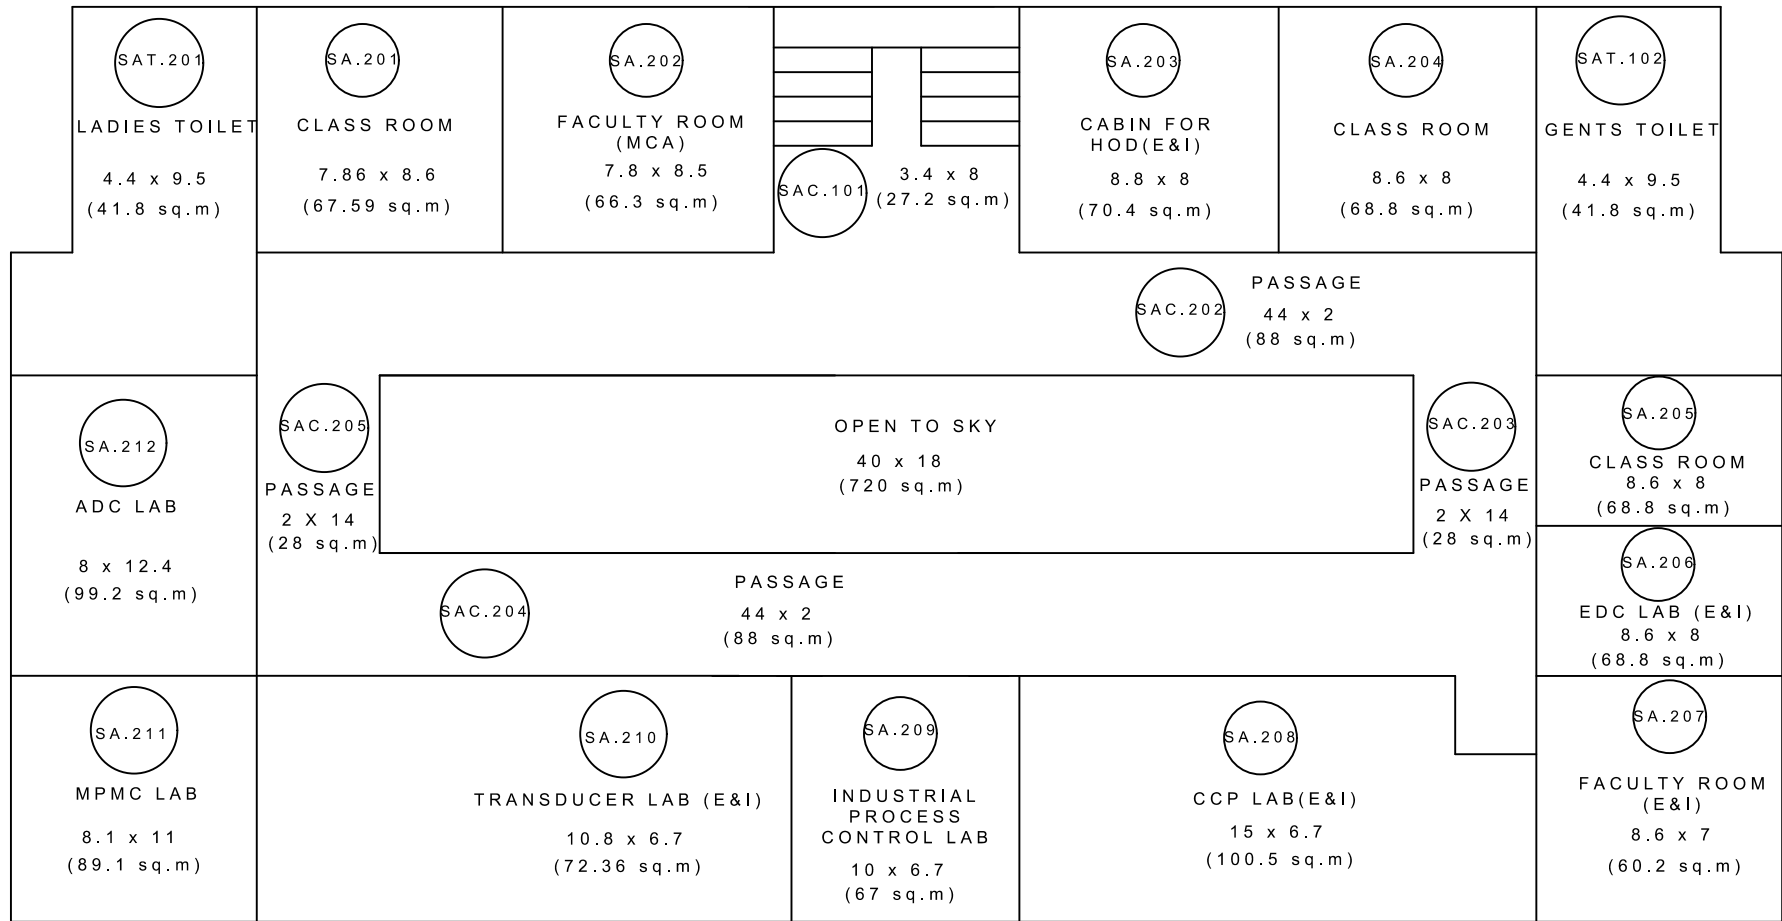 SAT.201
LADIES TOILET
4.4 x 9.5
(41.8 sq.m)
SA.201
CLASS ROOM
7.86 x 8.6
(67.59 sq.m)
SA.202
FACULTY ROOM
(MCA)
7.8 x 8.5
(66.3 sq.m)
SAC.101
3.4 x 8
(27.2 sq.m)
SA.203
CABIN FOR
HOD(E&I)
8.8 x 8
(70.4 sq.m)
SA.204
CLASS ROOM
8.6 x 8
(68.8 sq.m)
SAT.102
GENTS TOILET
4.4 x 9.5
(41.8 sq.m)
SAC.202
PASSAGE
44 x 2
(88 sq.m)
SA.212
ADC LAB
8 x 12.4
(99.2 sq.m)
SAC.205
PASSAGE
2 X 14
(28 sq.m)
OPEN TO SKY
40 x 18
(720 sq.m)
SAC.203
PASSAGE
2 X 14
(28 sq.m)
SA.205
CLASS ROOM
8.6 x 8
(68.8 sq.m)
SA.206
EDC LAB (E&I)
8.6 x 8
(68.8 sq.m)
SAC.204
PASSAGE
44 x 2
(88 sq.m)
SA.211
MPMC LAB
8.1 x 11
(89.1 sq.m)
SA.210
TRANSDUCER LAB (E&I)
10.8 x 6.7
(72.36 sq.m)
SA.209
INDUSTRIAL
PROCESS
CONTROL LAB
10 x 6.7
(67 sq.m)
SA.208
CCP LAB(E&I)
15 x 6.7
(100.5 sq.m)
SA.207
FACULTY ROOM
(E&I)
8.6 x 7
(60.2 sq.m)